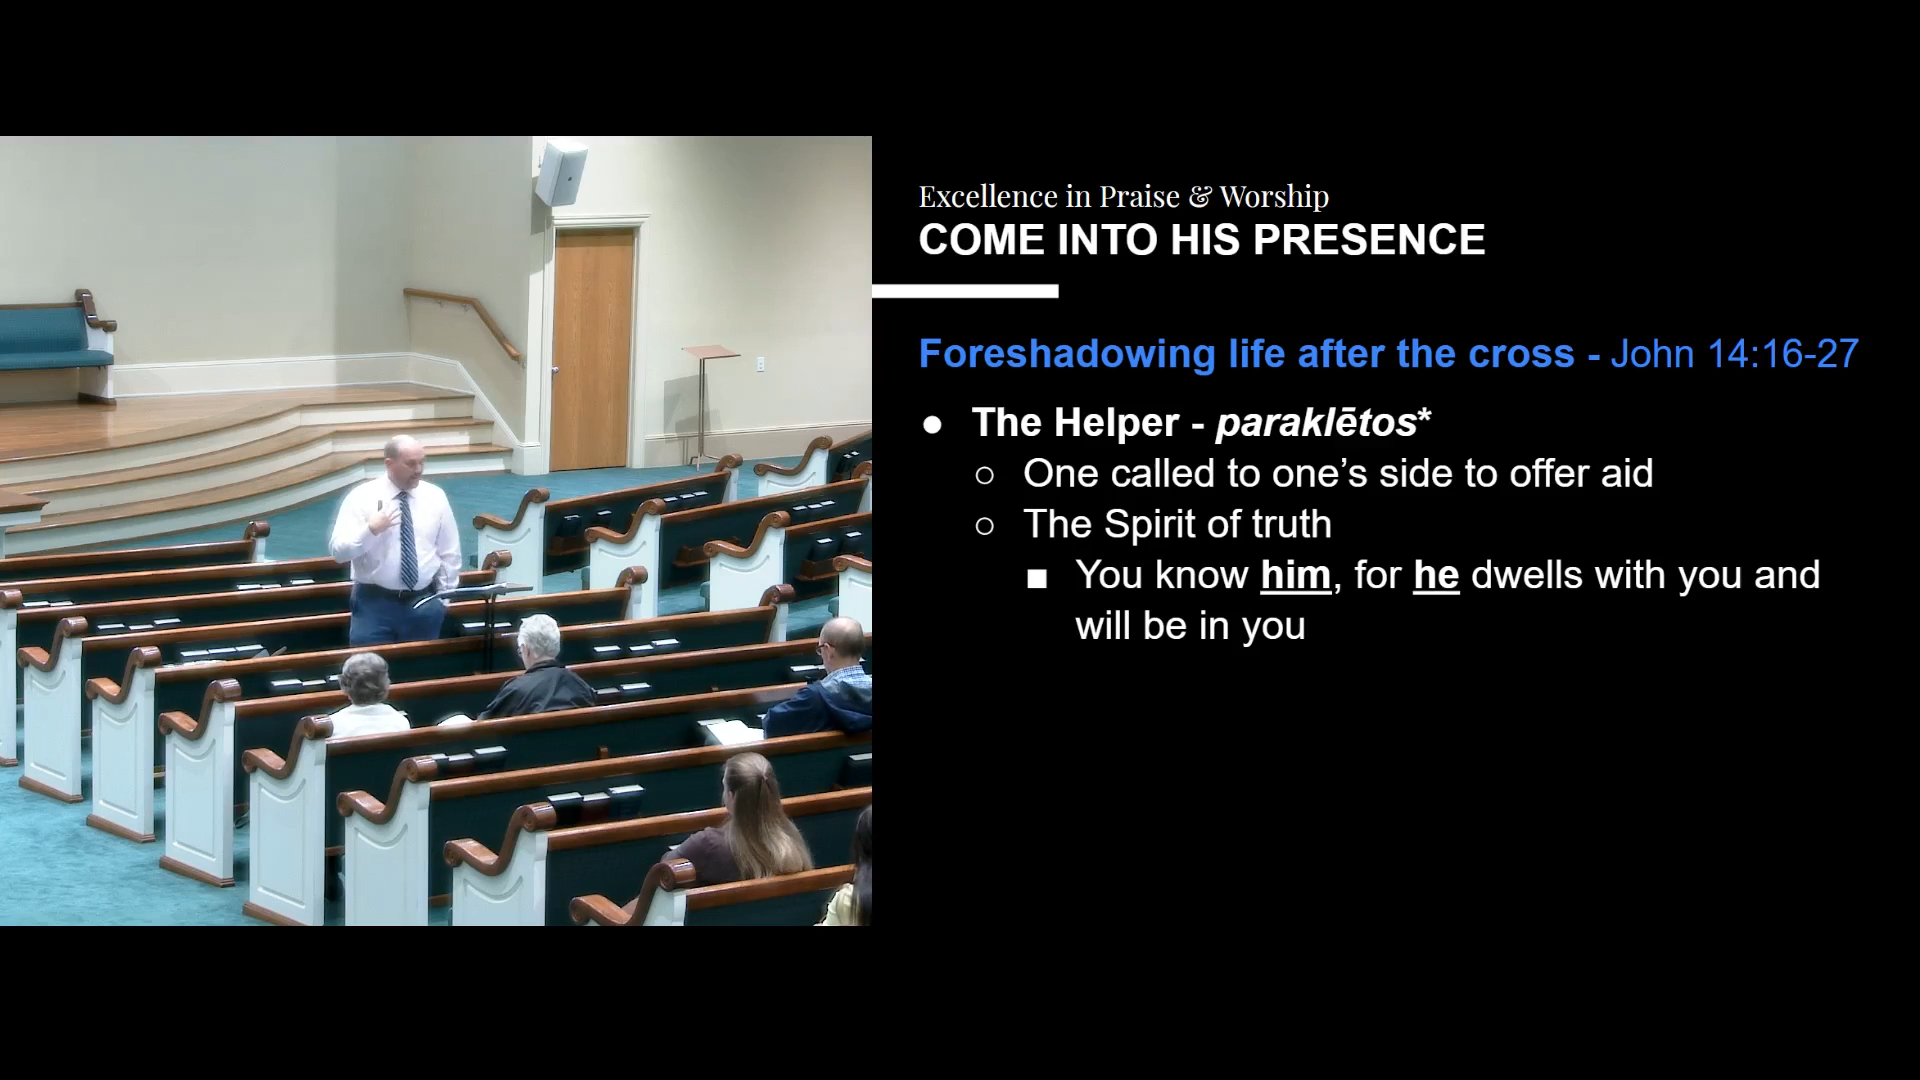 Excellence in Praise & Worship
COME INTO HIS PRESENCE
Foreshadowing life after the cross - John 14:16-27
● The Helper - paraklētos*
○ One called to one’s side to offer aid
○ The Spirit of truth
■ You know him, for he dwells with you and
will be in you